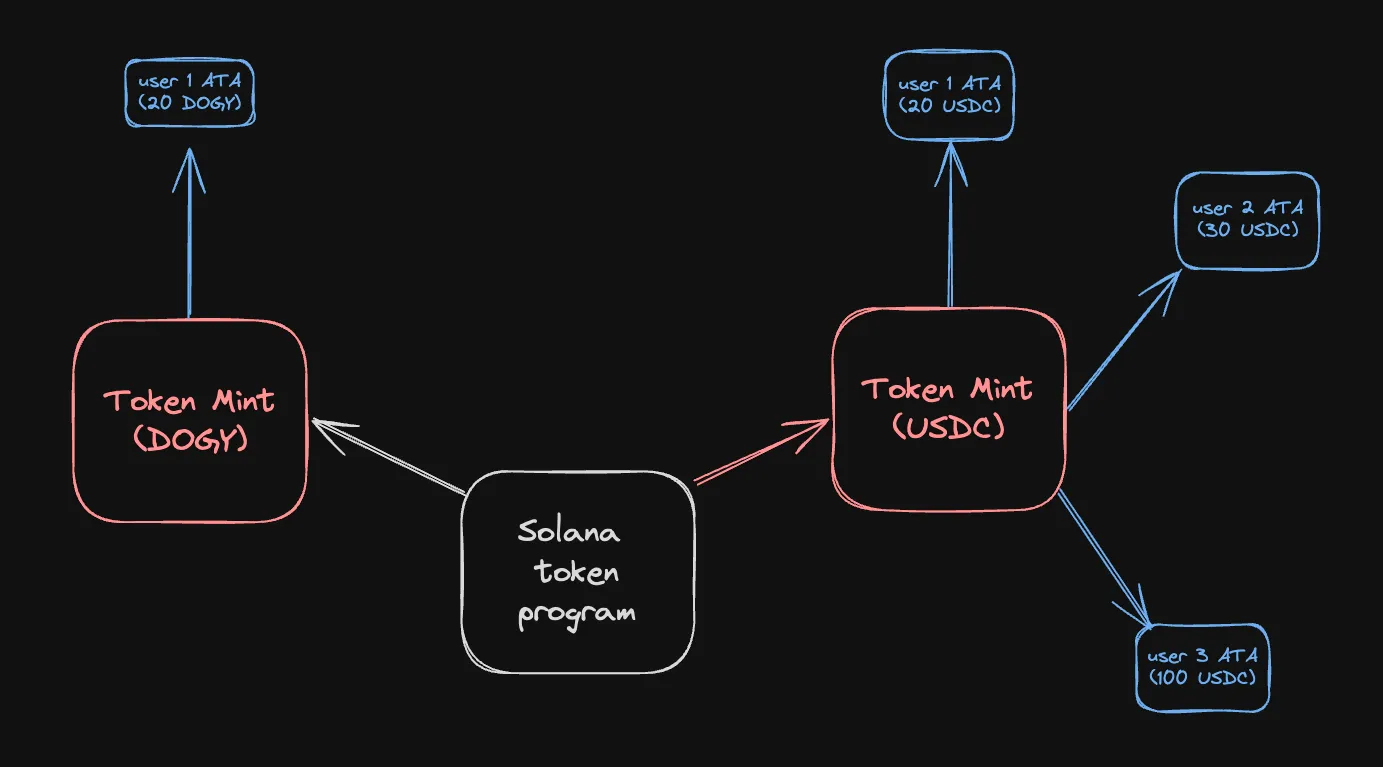 user 1 ATA
(20 DOGY)
user 1 ATA
(20 USDC)
user 2 ATA
(30 USDC)
Token Mint
(DOGY)
Token Mint
(USDC)
Solana
token
program
user 3 ATA
(100 USDC)